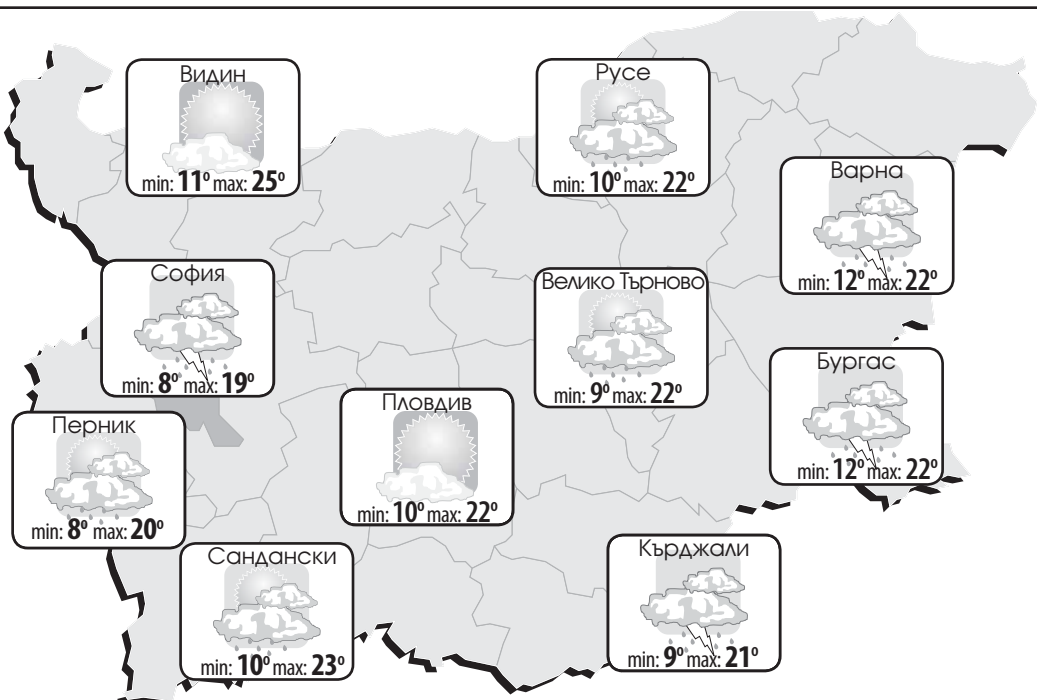 Видин
min: 11° max: 25°
Русе
min: 10° max: 22°
Варна
min: 12° max: 22°
София
min: 8° max: 19°
Велико Търново
min: 9° max: 22°
Бургас
min: 12° max: 22°
Пловдив
min: 10° max: 22°
Перник
min: 8° max: 20°
Сандански
min: 10° max: 23°
Кърджали
min: 9° max: 21°